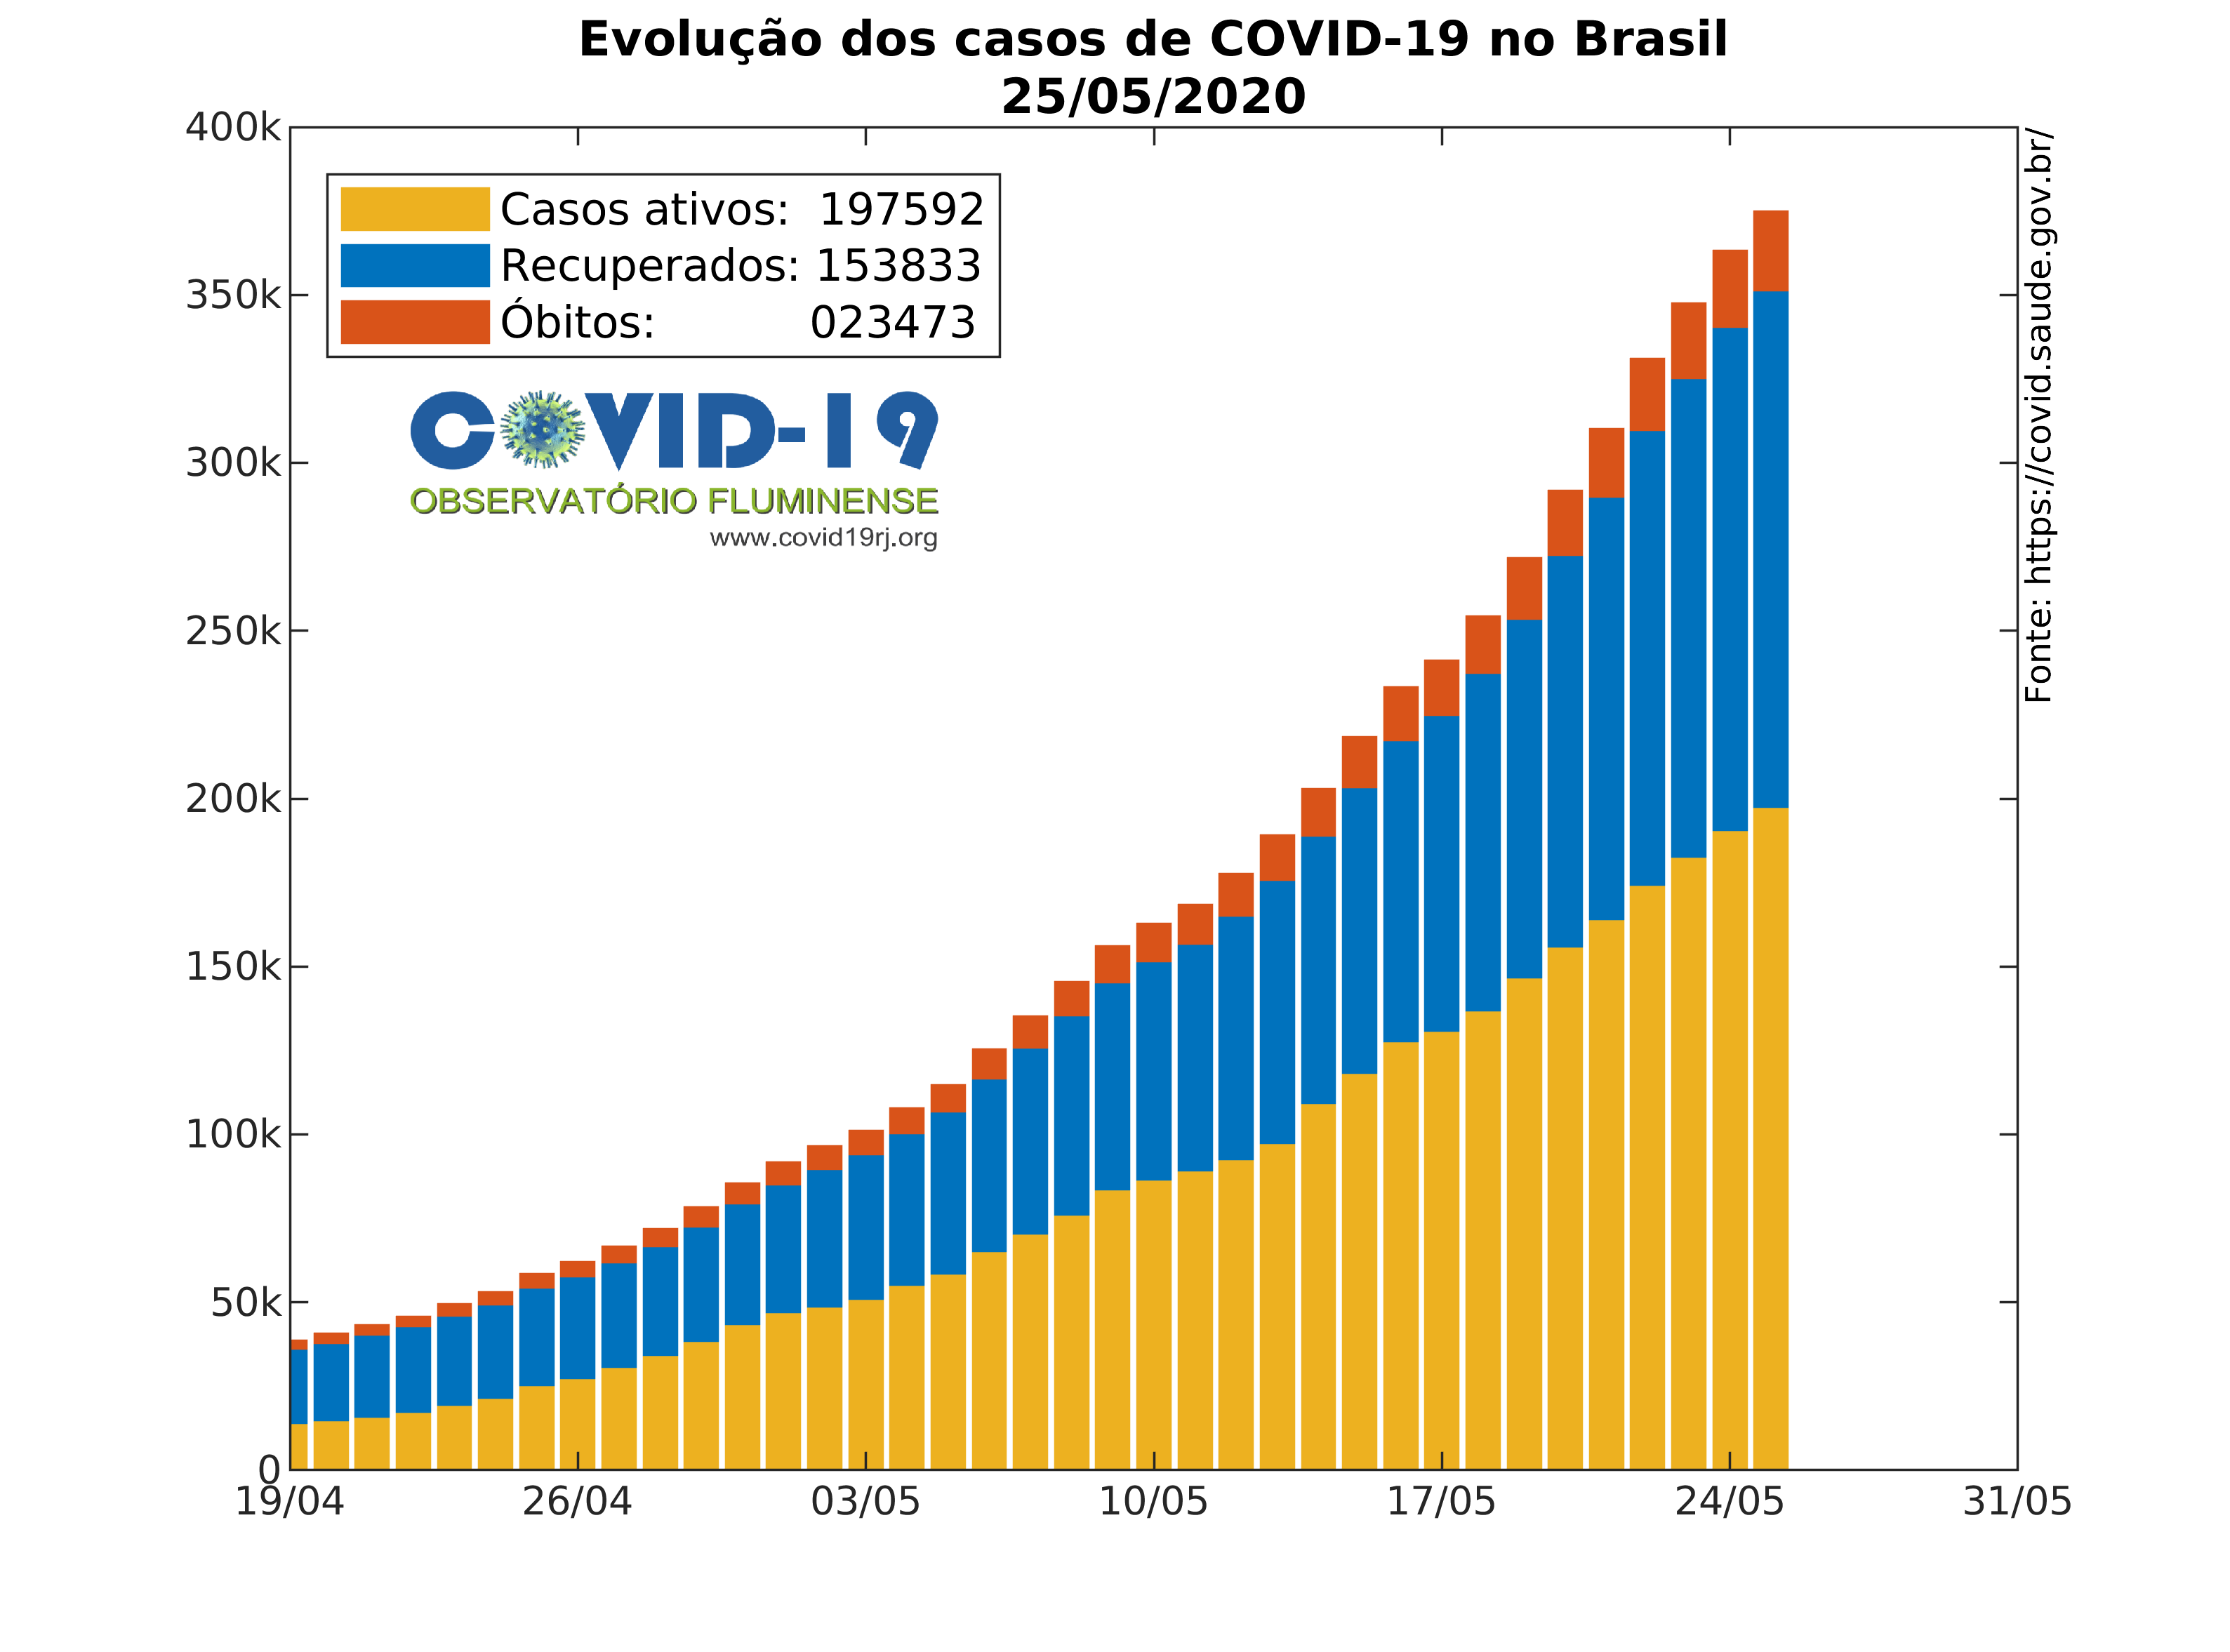 Evolução dos casos de COVID-19 no Brasil
25/05/2020
400k
350k
300k
250k
200k
150k
100k
50k
0
Casos ativos: 197592
Recuperados: 153833
Óbitos: 023473
COVID-19
OBSERVATÓRIO FLUMINENSE
www.covid19rj.org
19/04 26/04 03/05 10/05 17/05 24/05 31/05
Fonte: https://covid.saude.gov.br/